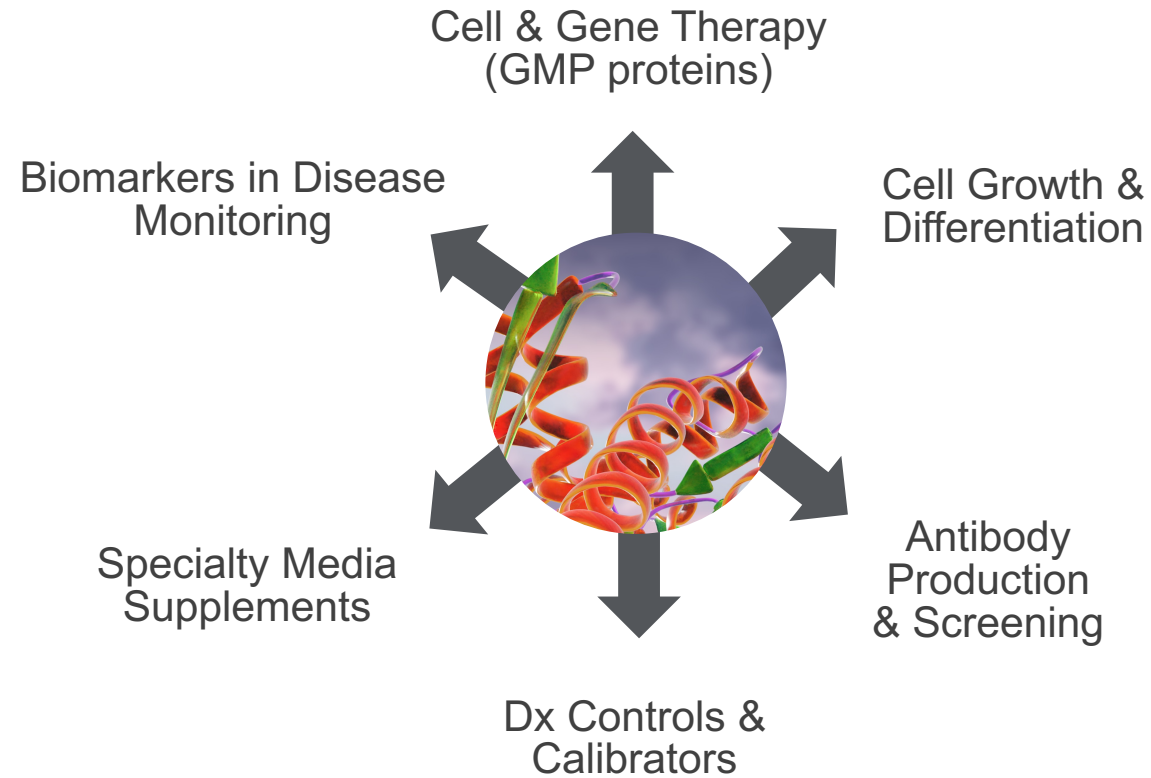 Cell & Gene Therapy
(GMP proteins)
Biomarkers in Disease
Monitoring
Cell Growth &
Differentiation
Specialty Media
Supplements
Antibody
Production
& Screening
Dx Controls &
Calibrators